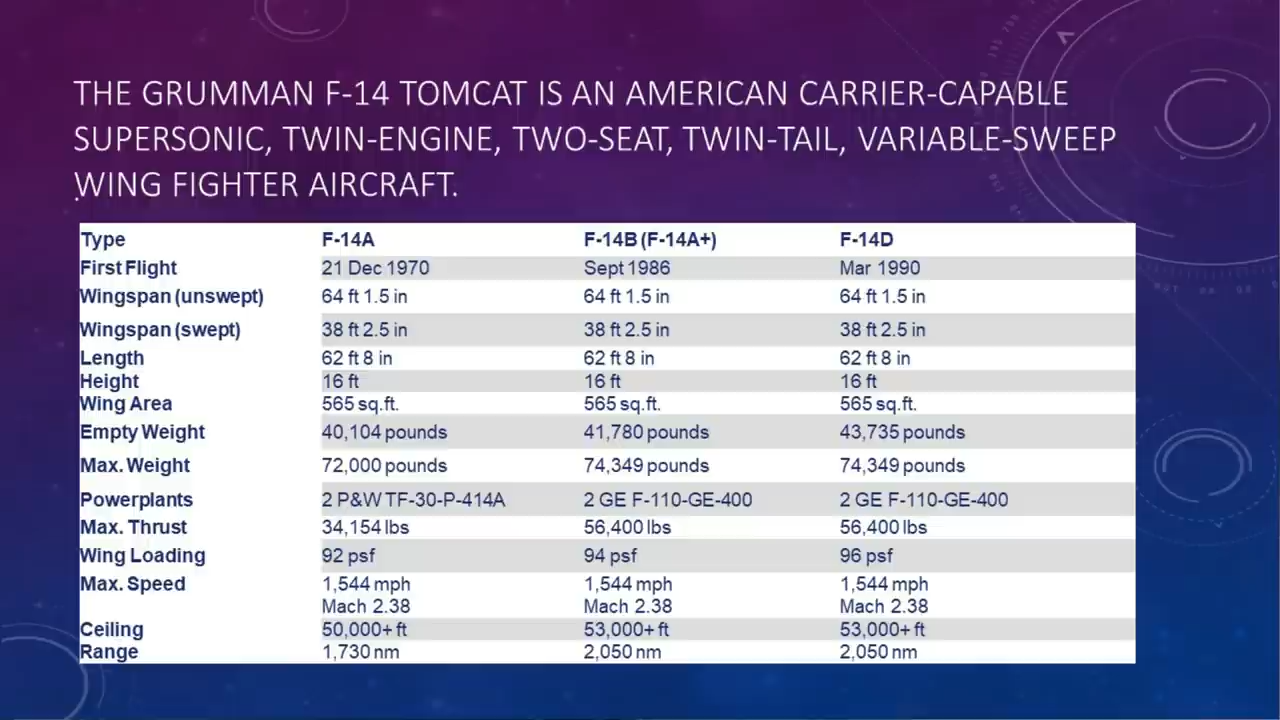 THE GRUMMAN F-14 TOMCAT IS AN AMERICAN CARRIER-CAPABLE
SUPERSONIC, TWIN-ENGINE, TWO-SEAT, TWIN-TAIL, VARIABLE-SWEEP
WING FIGHTER AIRCRAFT.
.
Type F-14A F-14B (F-14A+) F-14D
First Flight 21 Dec 1970 Sept 1986 Mar 1990
Wingspan (unswept) 64 ft 1.5 in 64 ft 1.5 in 64 ft 1.5 in
Wingspan (swept) 38 ft 2.5 in 38 ft 2.5 in 38 ft 2.5 in
Length 62 ft 8 in 62 ft 8 in 62 ft 8 in
Height 16 ft 16 ft 16 ft
Wing Area 565 sq.ft. 565 sq.ft. 565 sq.ft.
Empty Weight 40,104 pounds 41,780 pounds 43,735 pounds
Max. Weight 72,000 pounds 74,349 pounds 74,349 pounds
Powerplants 2 P&W TF-30-P-414A 2 GE F-110-GE-400 2 GE F-110-GE-400
Max. Thrust 34,154 lbs 56,400 lbs 56,400 lbs
Wing Loading 92 psf 94 psf 96 psf
Max. Speed 1,544 mph 1,544 mph 1,544 mph
Mach 2.38 Mach 2.38 Mach 2.38
Ceiling 50,000+ ft 53,000+ ft 53,000+ ft
Range 1,730 nm 2,050 nm 2,050 nm